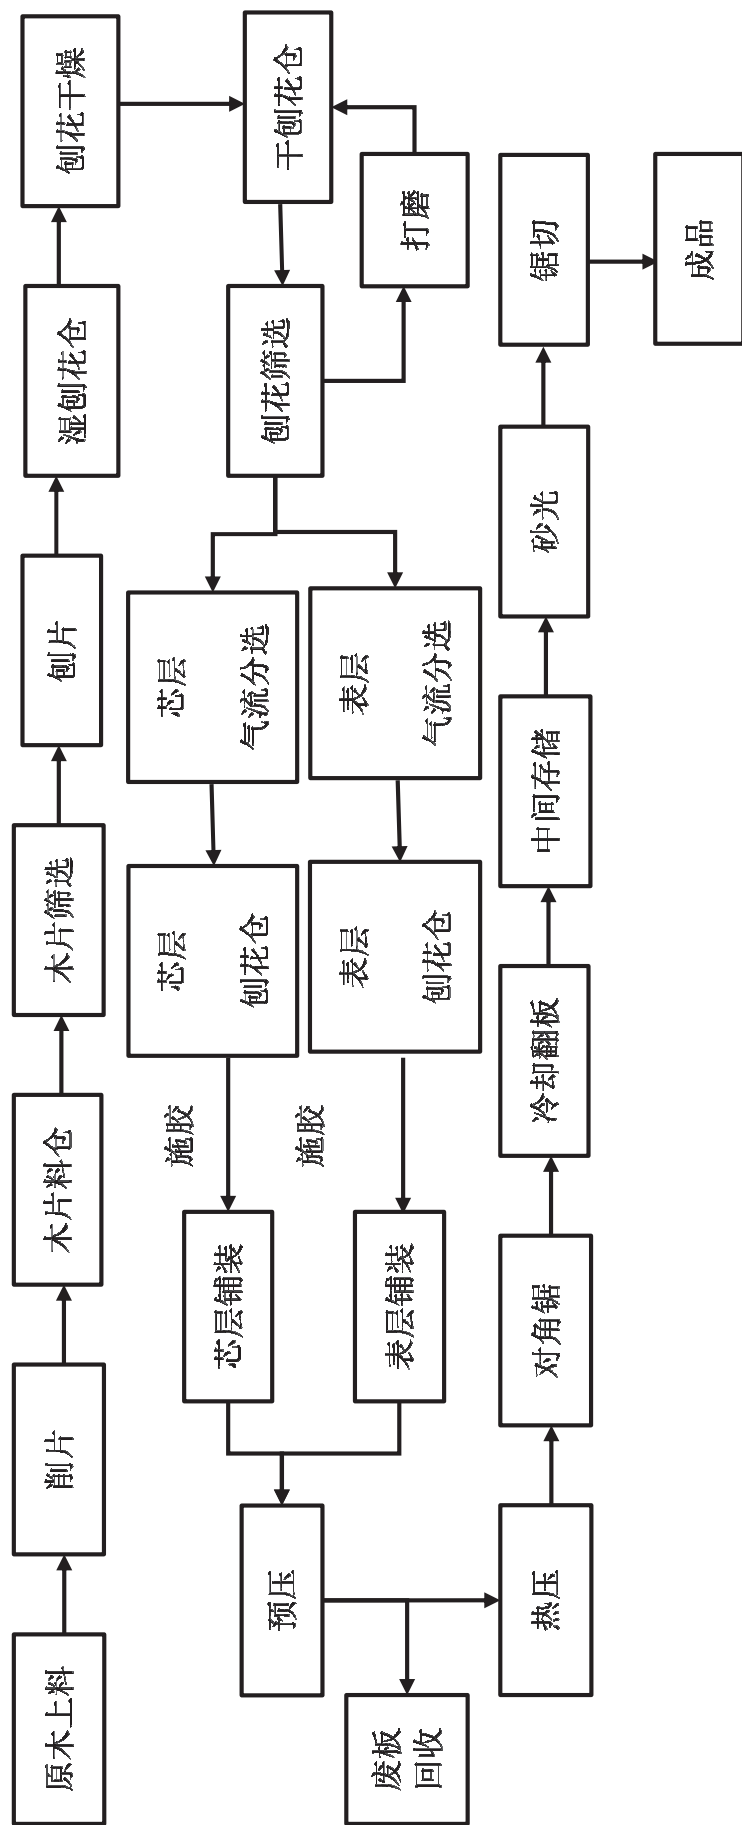 原木上料
削片
木片料仓
木片筛选
刨片
湿刨花仓
刨花干燥
干刨花仓
刨花筛选
打磨
芯层
气流分选
表层
气流分选
芯层
刨花仓
表层
刨花仓
施胶
施胶
芯层铺装
表层铺装
预压
废板
回收
热压
对角锯
冷却翻板
中间存储
砂光
锯切
成品